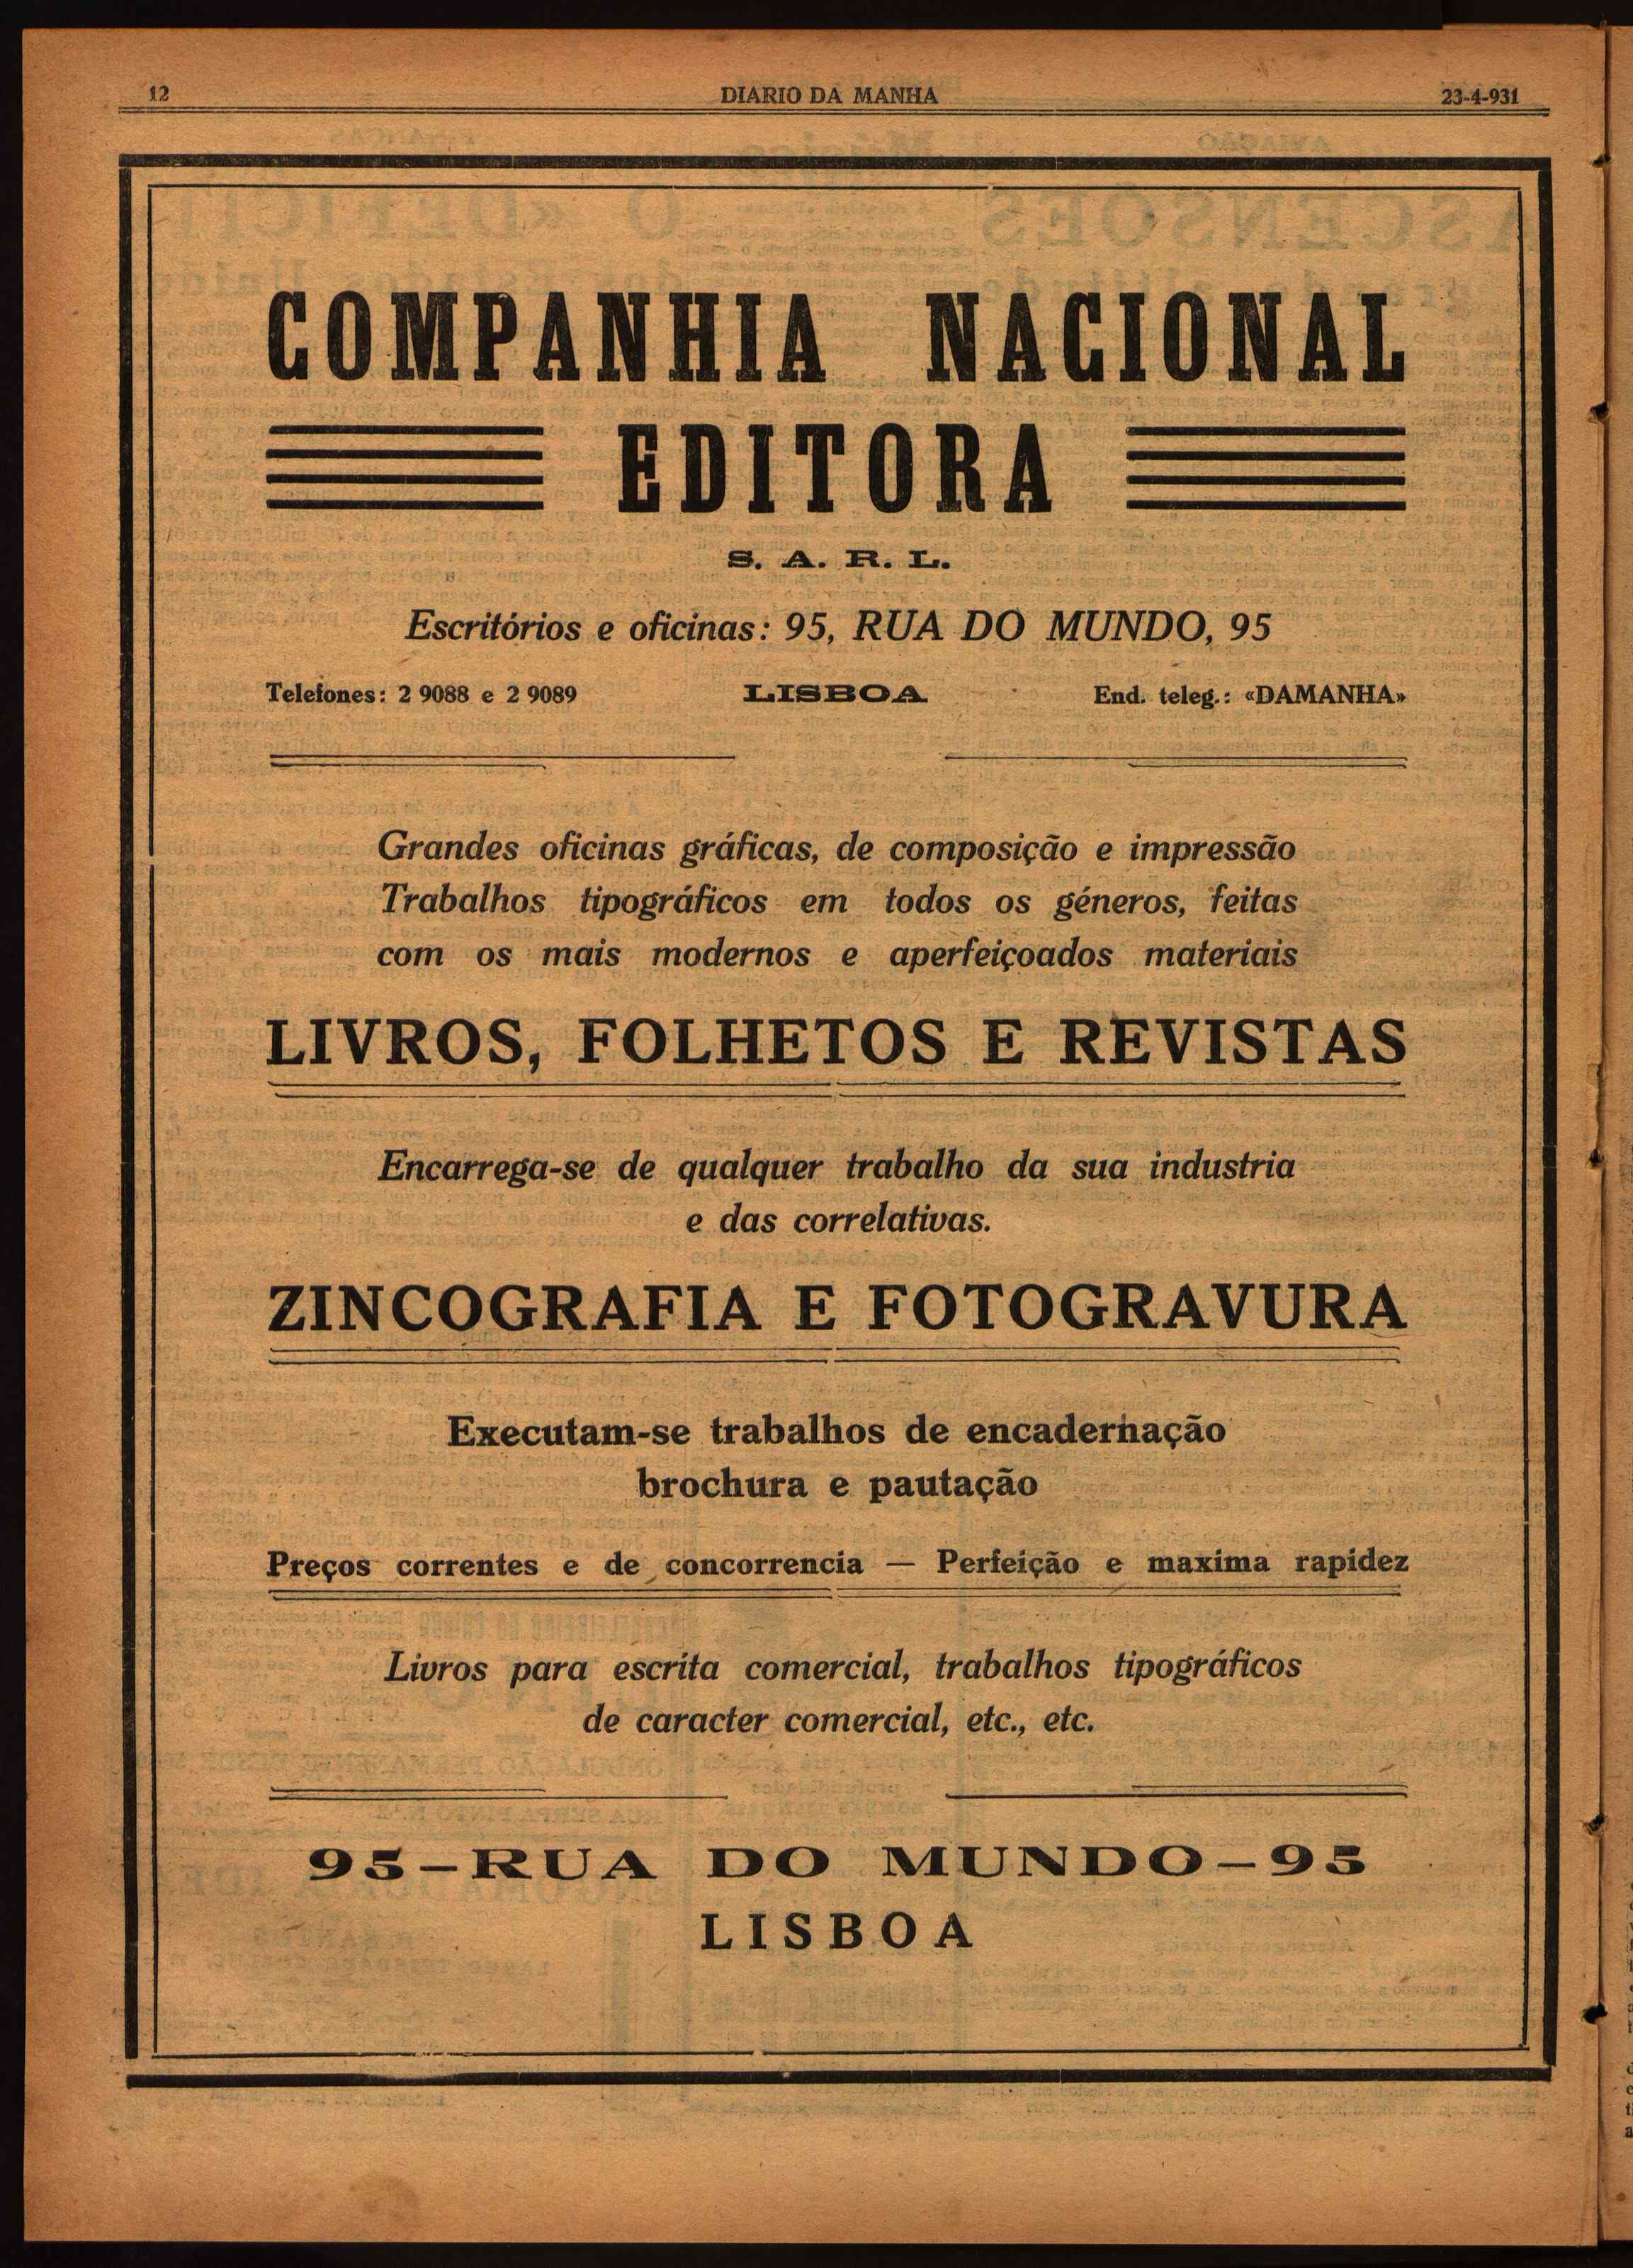 12
DIARIO DA MANHA
23-4-931
COMPANHIA NACIONAL
EDITORA
S. A. R. L.
Escritórios e oficinas: 95, RUA DO MUNDO, 95
Telefones: 2 9088 e 2 9089
LISBOA
End. teleg.: «DAMANHA»
Grandes oficinas gráficas, de composição e impressão
Trabalhos tipográficos em todos os géneros, feitas
com os mais modernos e aperfeiçoados materiais
LIVROS, FOLHETOS E REVISTAS
Encarrega-se de qualquer trabalho da sua industria
e das correlativas.
ZINCOGRAFIA E FOTOGRAVURA
Executam-se trabalhos de encadernação
brochura e pautação
Preços correntes e de concorrencia — Perfeição e maxima rapidez
Livros para escrita comercial, trabalhos tipográficos
de caracter comercial, etc., etc.
95-RUA DO MUNDO-95
LISBOA